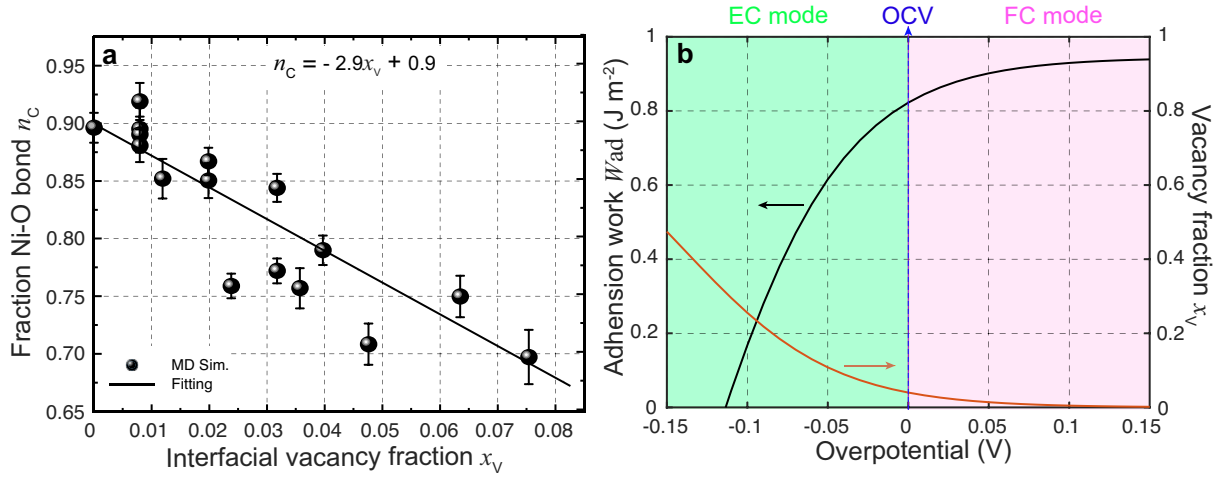 a
n_C = - 2.9x_v + 0.9
Fraction Ni-O bond n_C
0.95
0.90
0.85
0.80
0.75
0.70
0.65
MD Sim.
Fitting
0 0.01 0.02 0.03 0.04 0.05 0.06 0.07 0.08
Interfacial vacancy fraction x_V
EC mode OCV FC mode
b
Adhension work Wad (J m⁻²)
1
0.8
0.6
0.4
0.2
0
Vacancy fraction x_V
1
0.8
0.6
0.4
0.2
0
-0.15 -0.1 -0.05 0 0.05 0.1 0.15
Overpotential (V)